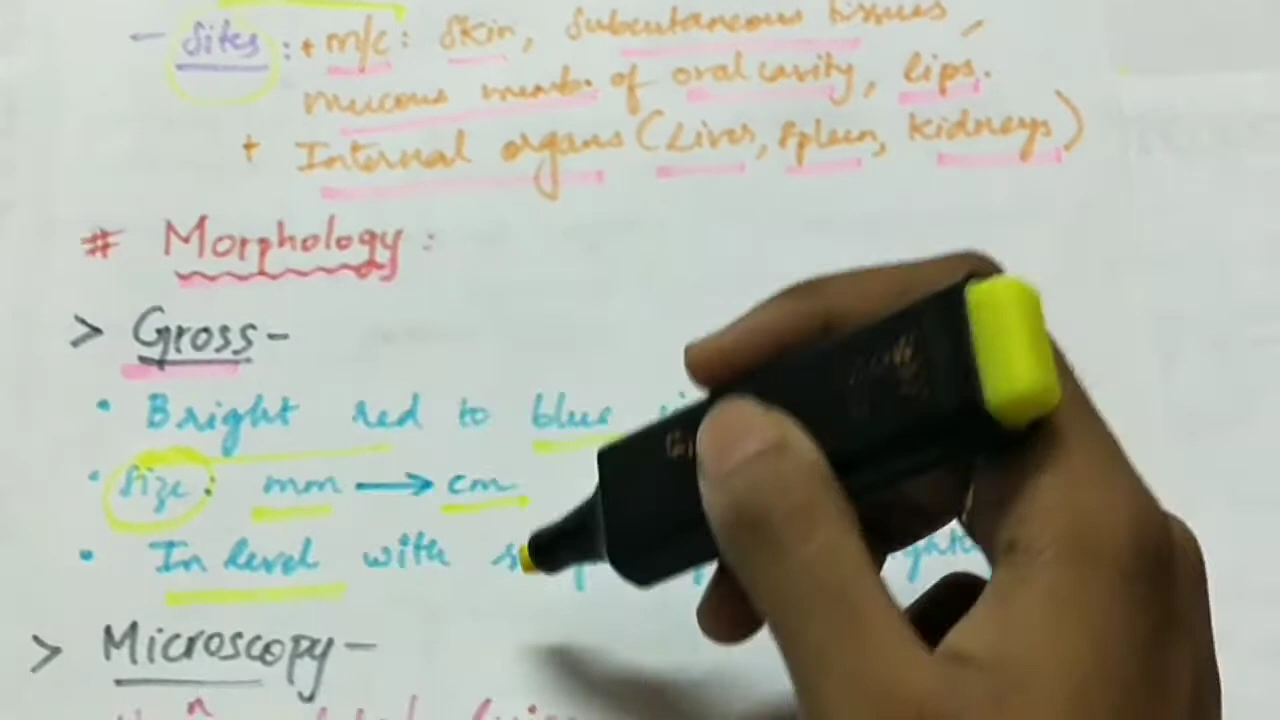 - Sites: + m/c: skin, subcutaneous tissues,
mucous memb. of oral cavity, lips.
+ Internal organs (Liver, spleen, kidneys)
# Morphology:
> Gross-
• Bright red to blue
• Size: mm → cm
• In level with
> Microscopy-